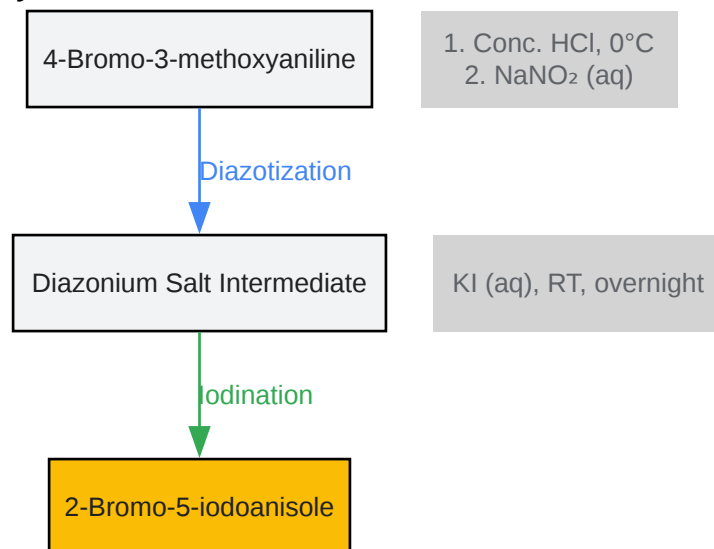 4-Bromo-3-methoxyaniline
1. Conc. HCl, 0°C
2. NaNO₂ (aq)
Diazotization
Diazonium Salt Intermediate
KI (aq), RT, overnight
Iodination
2-Bromo-5-iodoanisole